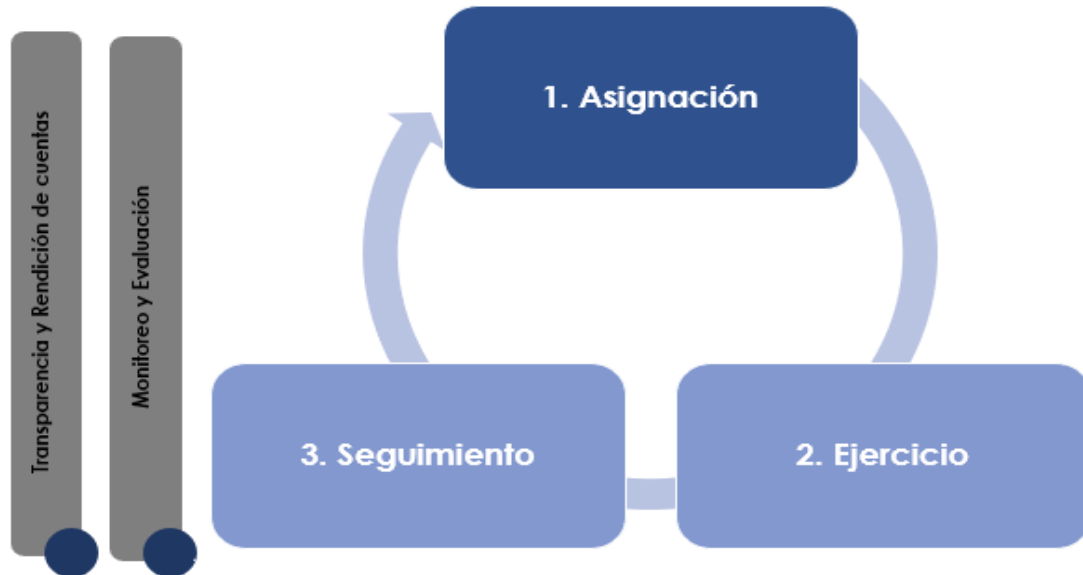 Transparencia y Rendición de cuentas
Monitoreo y Evaluación
1. Asignación
3. Seguimiento
2. Ejercicio